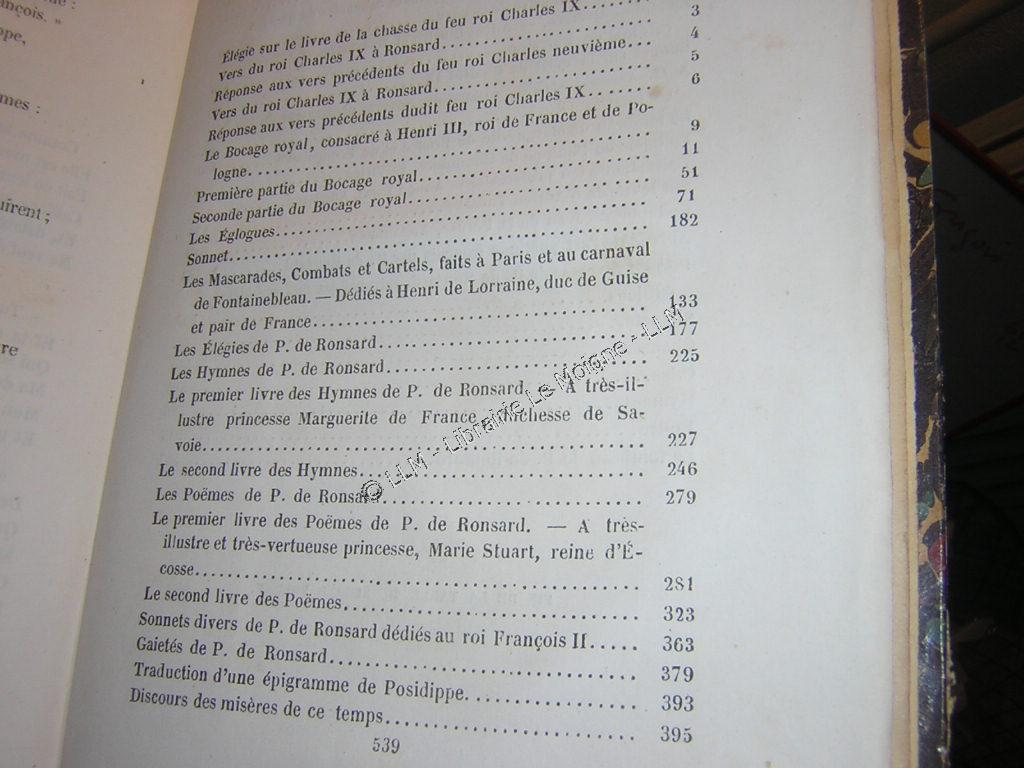 nçois. "
ppe,
mes :
uirent ;
re
Élégie sur le livre de la chasse du feu roi Charles IX......
Vers du roi Charles IX à Ronsard.................... 3
Réponse aux vers précédents du feu roi Charles neuvième... 4
Vers du roi Charles IX à Ronsard.................... 5
Réponse aux vers précédents dudit feu roi Charles IX...... 6
Le Bocage royal, consacré à Henri III, roi de France et de Po-
logne.................... 9
Première partie du Bocage royal.................... 11
Seconde partie du Bocage royal.................... 51
Les Églogues.................... 71
Sonnet.................... 182
Les Mascarades, Combats et Cartels, faits à Paris et au carnaval
de Fontainebleau. — Dédiés à Henri de Lorraine, duc de Guise
et pair de France.................... 133
Les Élégies de P. de Ronsard.................... 177
Les Hymnes de P. de Ronsard.................... 225
Le premier livre des Hymnes de P. de Ronsard. — A très-il-
lustre princesse Marguerite de France, duchesse de Sa-
voie.................... 227
Le second livre des Hymnes.................... 246
Les Poëmes de P. de Ronsard.................... 279
Le premier livre des Poëmes de P. de Ronsard. — A très-
illustre et très-vertueuse princesse, Marie Stuart, reine d'É-
cosse.................... 281
Le second livre des Poëmes.................... 323
Sonnets divers de P. de Ronsard dédiés au roi François II..... 363
Gaietés de P. de Ronsard.................... 379
Traduction d'une épigramme de Posidippe.................... 393
Discours des misères de ce temps.................... 395
539
© LLM - Librairie Le Moigne - LLM